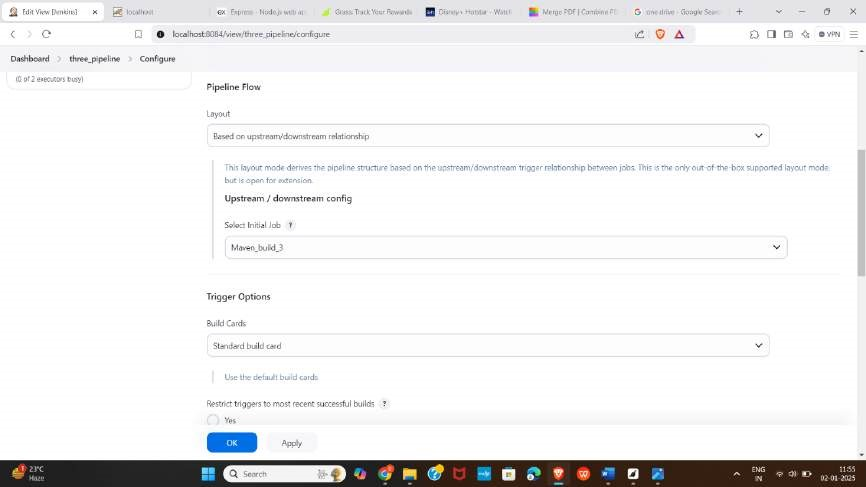 Edit View [Jenkins]
localhost
Express - Node.js web ap
Grass: Track Your Rewards
Disney+ Hotstar - Watch
Merge PDF | Combine PD
one drive - Google Search
localhost:8084/view/three_pipeline/configure
VPN
Dashboard > three_pipeline > Configure
(0 of 2 executors busy)
Pipeline Flow
Layout
Based on upstream/downstream relationship
This layout mode derives the pipeline structure based on the upstream/downstream trigger relationship between jobs. This is the only out-of-the-box supported layout mode,
but is open for extension.
Upstream / downstream config
Select Initial Job ?
Maven_build_3
Trigger Options
Build Cards
Standard build card
Use the default build cards
Restrict triggers to most recent successful builds ?
Yes
OK
Apply
23°C
Haze
Search
ENG
IN
11:55
02-01-2025